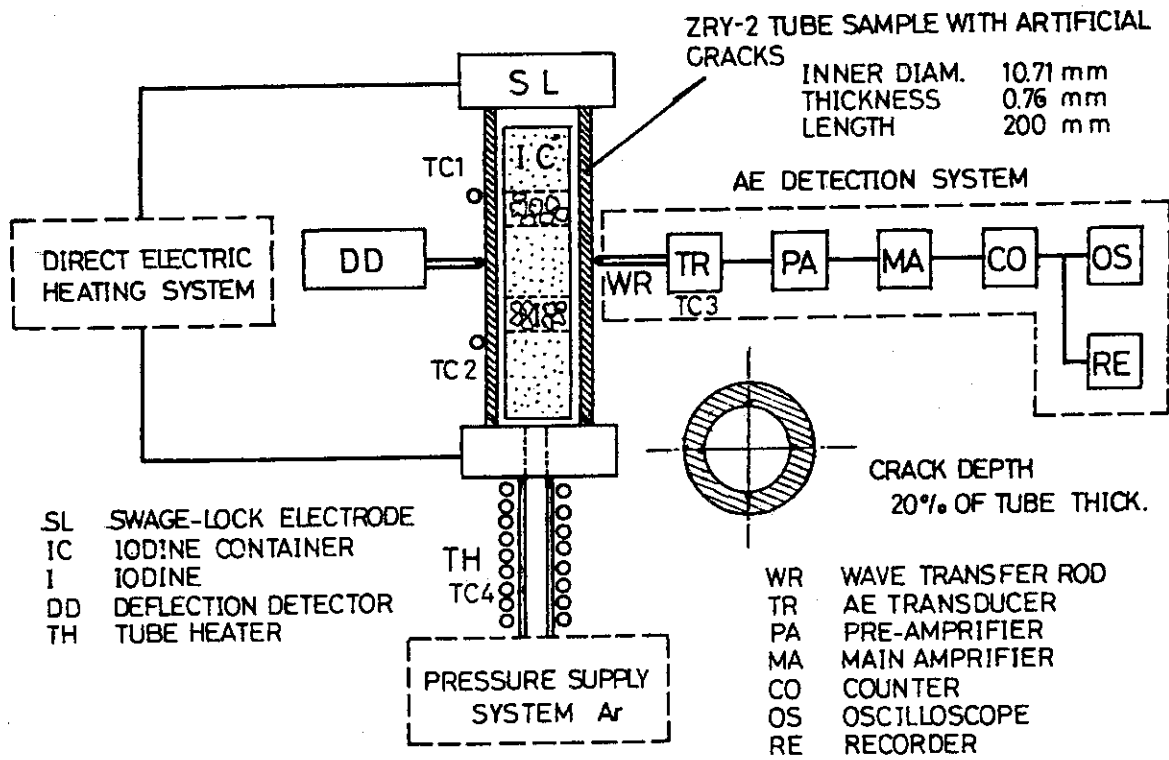 ZRY-2 TUBE SAMPLE WITH ARTIFICIAL
CRACKS
INNER DIAM. 10.71 mm
THICKNESS 0.76 mm
LENGTH 200 mm
SL
IC
TC1
AE DETECTION SYSTEM
DIRECT ELECTRIC
HEATING SYSTEM
DD
WR
TR
PA
MA
CO
OS
TC3
I
TC2
RE
CRACK DEPTH
20% OF TUBE THICK.
SL SWAGE-LOCK ELECTRODE
IC IODINE CONTAINER
I IODINE
DD DEFLECTION DETECTOR
TH TUBE HEATER
TH
TC4
PRESSURE SUPPLY
SYSTEM Ar
WR WAVE TRANSFER ROD
TR AE TRANSDUCER
PA PRE-AMPRIFIER
MA MAIN AMPRIFIER
CO COUNTER
OS OSCILLOSCOPE
RE RECORDER